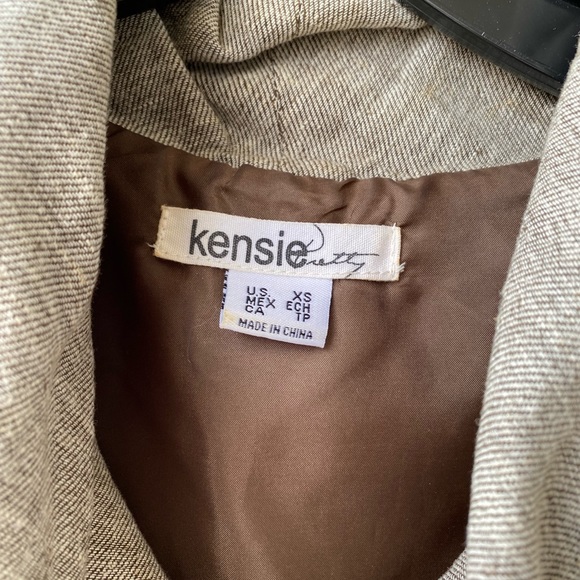 kensie Pretty
U.S. XS
MEX ECH
CA TP
MADE IN CHINA